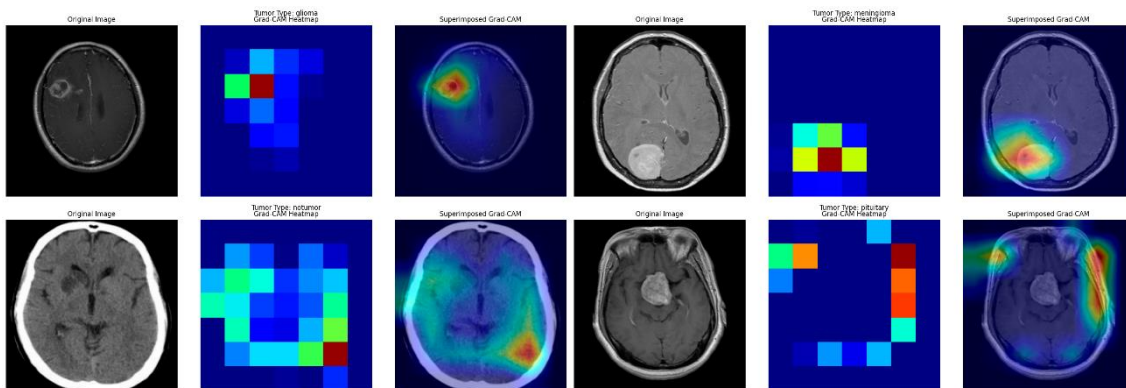 Original Image
Tumor Type: glioma
Grad-CAM Heatmap
Superimposed Grad-CAM
Original Image
Tumor Type: meningioma
Grad-CAM Heatmap
Superimposed Grad-CAM
Original Image
Tumor Type: notumor
Grad-CAM Heatmap
Superimposed Grad-CAM
Original Image
Tumor Type: pituitary
Grad-CAM Heatmap
Superimposed Grad-CAM